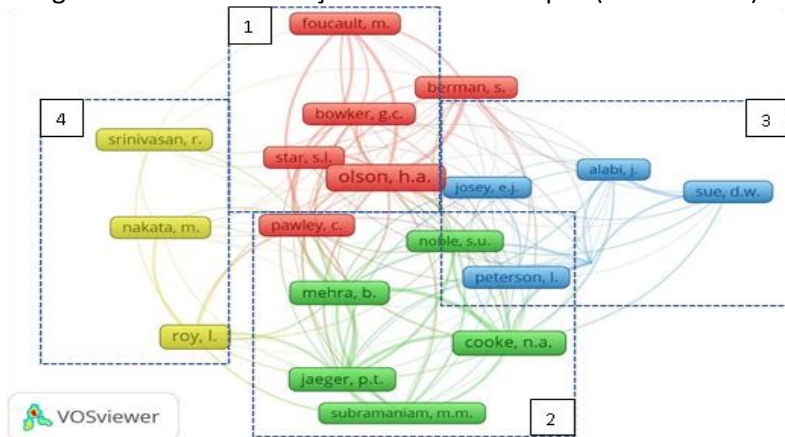 1
foucault, m.
berman, s.
bowker, g.c.
3
4
srinivasan, r.
star, s.l.
olson, h.a.
josey, e.j.
alabi, j.
sue, d.w.
nakata, m.
pawley, c.
noble, s.u.
mehra, b.
peterson, l.
roy, l.
cooke, n.a.
jaeger, p.t.
subramaniam, m.m.
2
VOSviewer